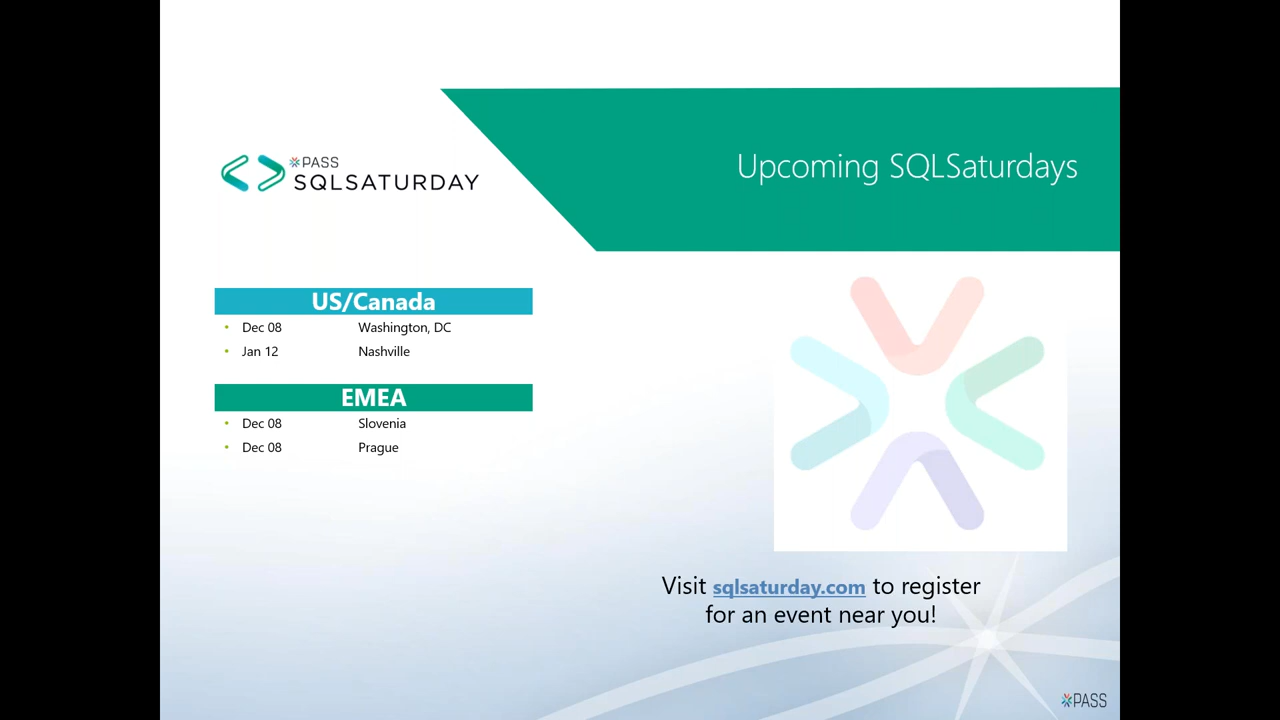 PASS
SQLSATURDAY
Upcoming SQLSaturdays
US/Canada
• Dec 08 Washington, DC
• Jan 12 Nashville
EMEA
• Dec 08 Slovenia
• Dec 08 Prague
Visit sqlsaturday.com to register
for an event near you!
PASS